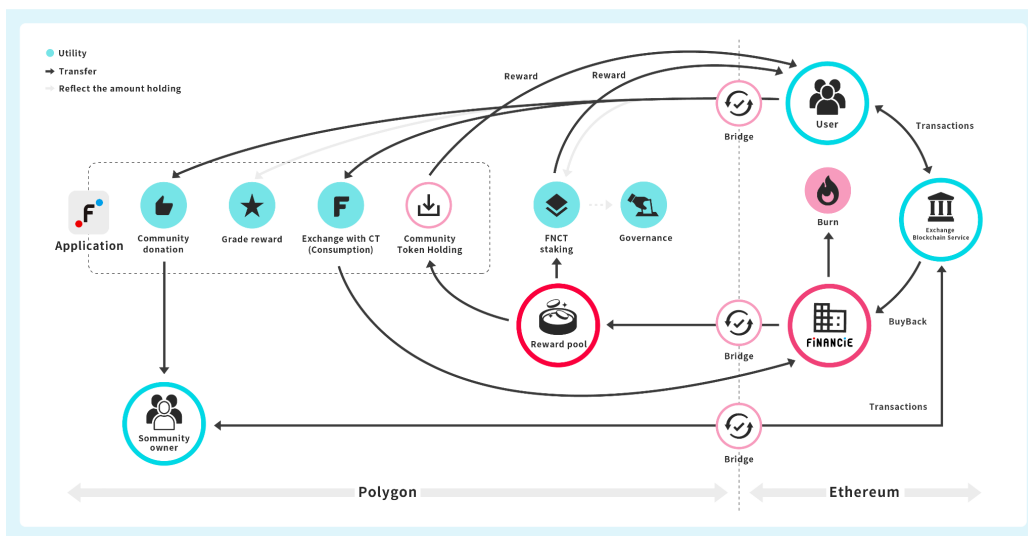 Utility
Transfer
Reflect the amount holding
Reward
Reward
Bridge
User
Transactions
F
Application
Community
donation
Grade reward
F
Exchange with CT
(Consumption)
Community
Token Holding
FNCT
staking
Governance
Burn
Exchange
Blockchain Service
Reward pool
Bridge
FiNANCiE
BuyBack
Sommunity
owner
Transactions
Bridge
Polygon
Ethereum